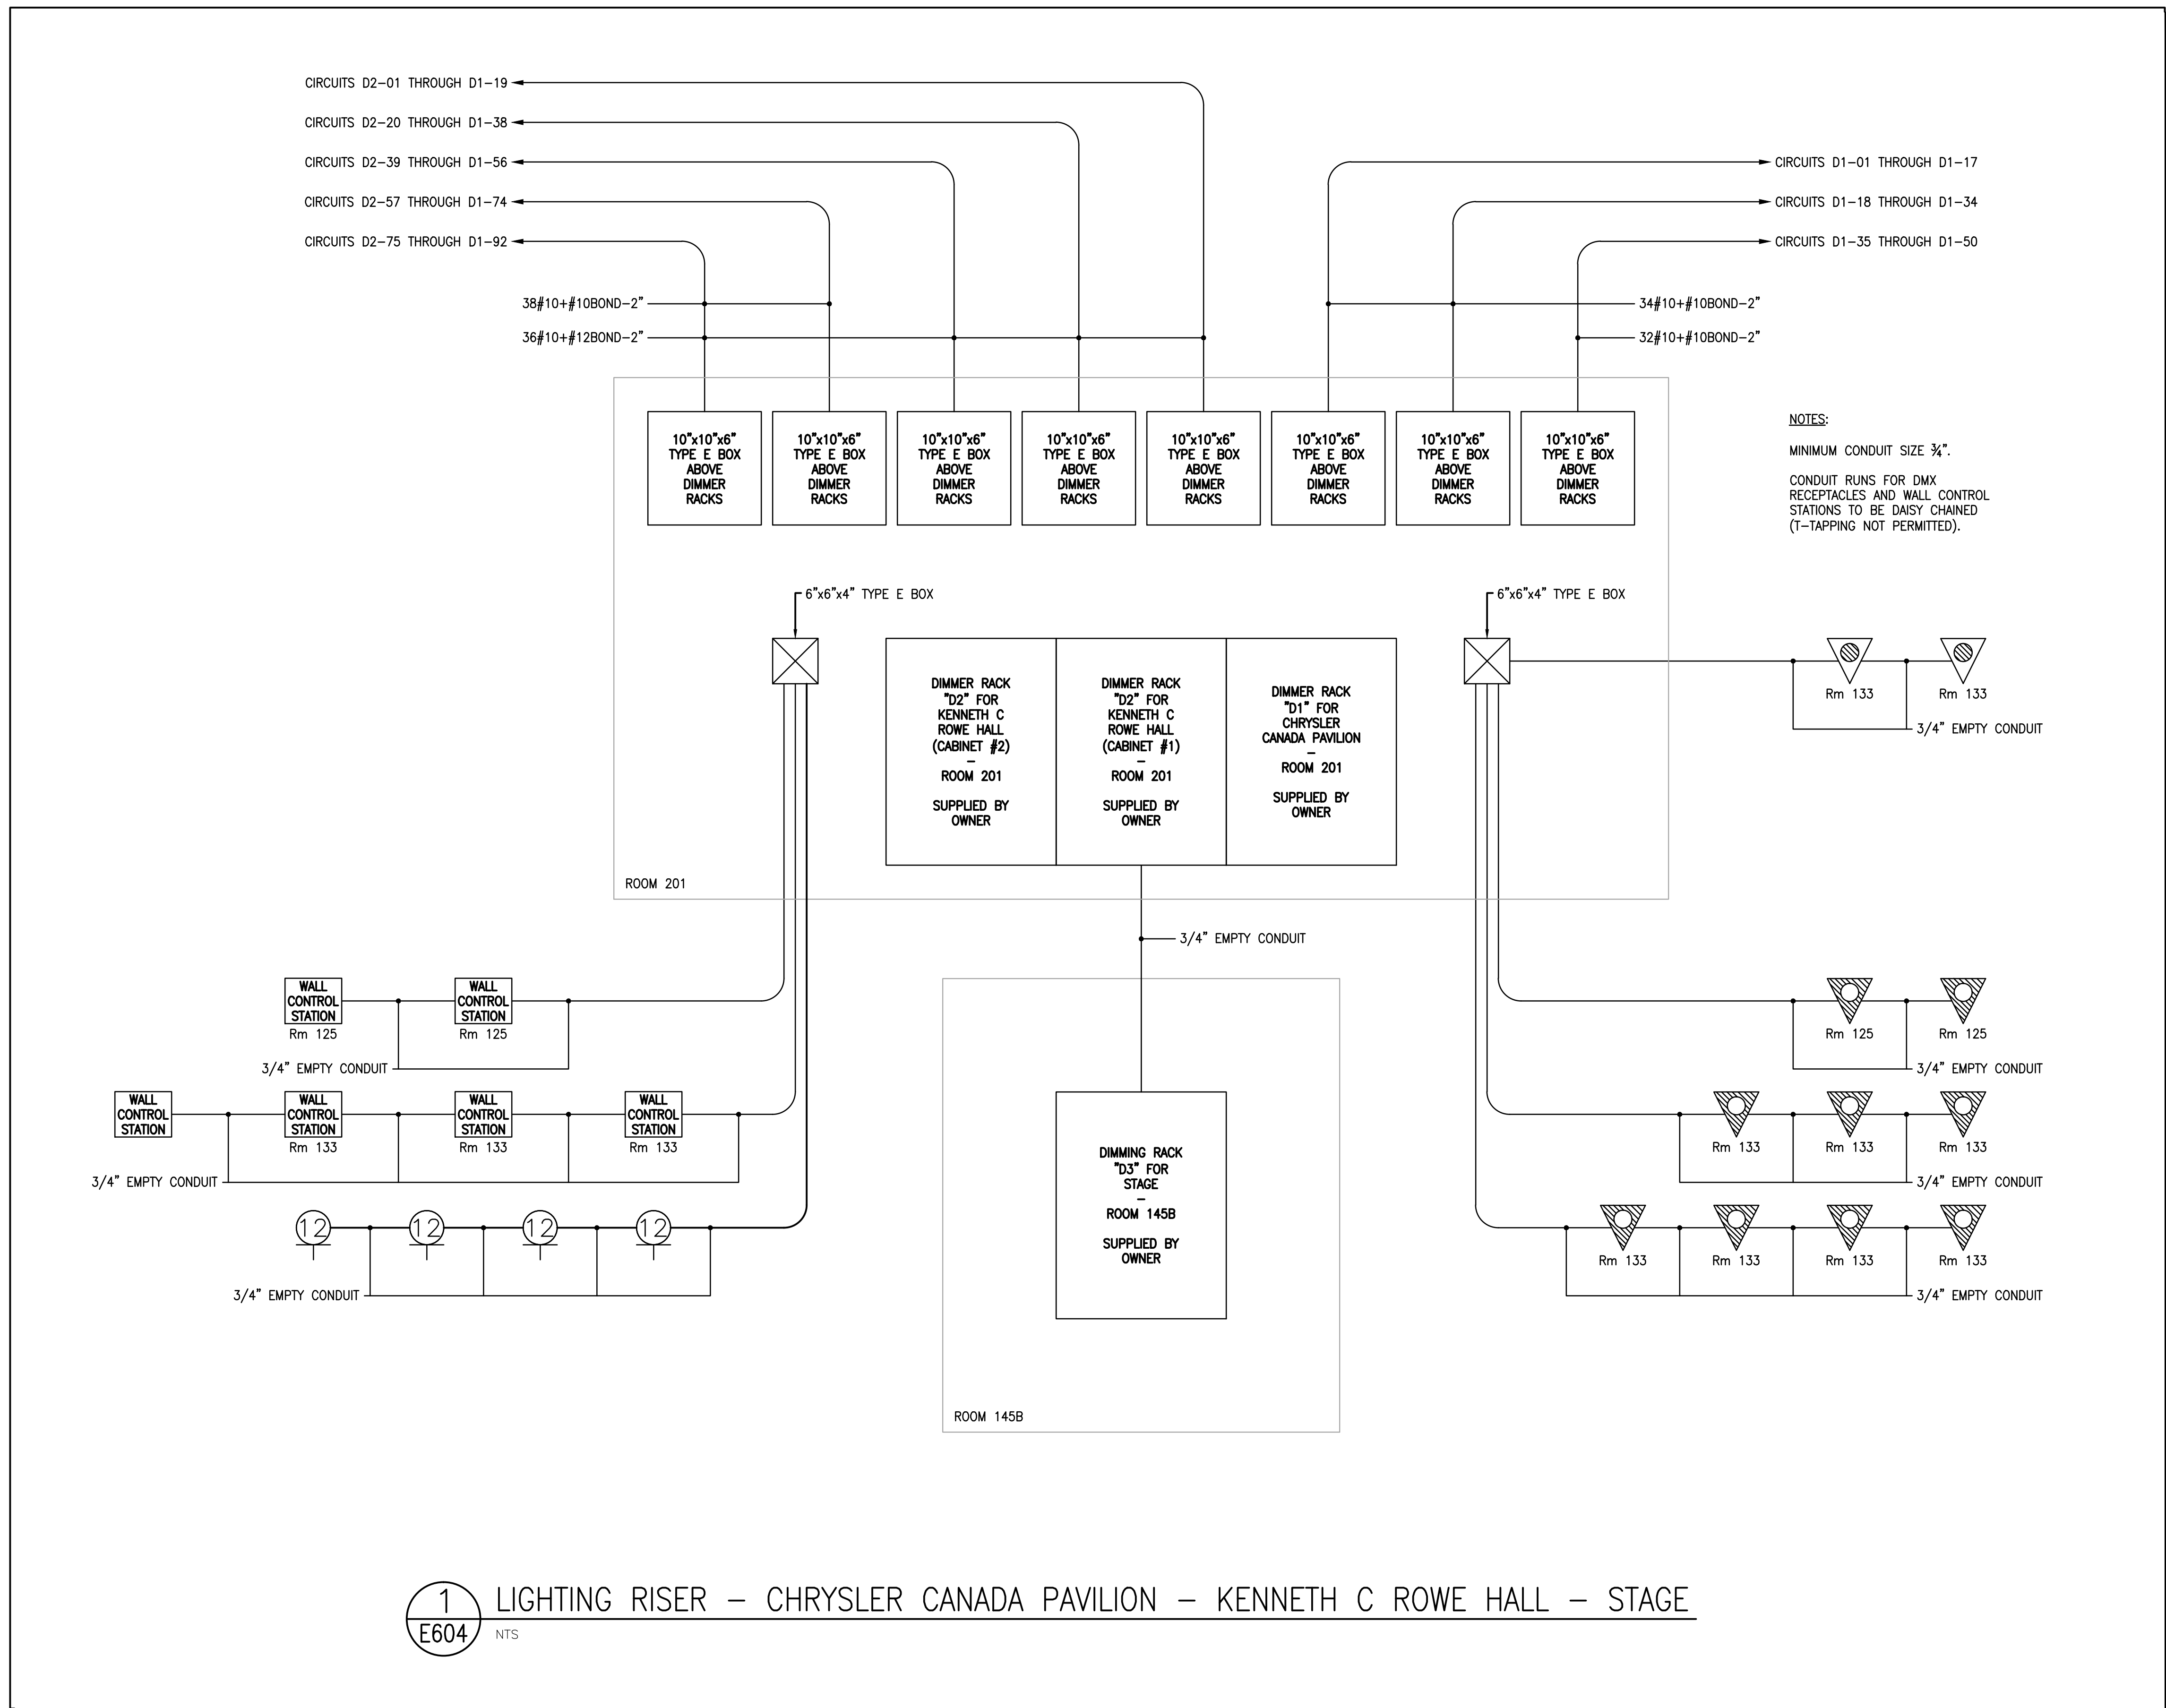 CIRCUITS D2-01 THROUGH D1-19
CIRCUITS D2-20 THROUGH D1-38
CIRCUITS D2-39 THROUGH D1-56
CIRCUITS D2-57 THROUGH D1-74
CIRCUITS D2-75 THROUGH D1-92
CIRCUITS D1-01 THROUGH D1-17
CIRCUITS D1-18 THROUGH D1-34
CIRCUITS D1-35 THROUGH D1-50
38#10+#10BOND-2"
36#10+#12BOND-2"
34#10+#10BOND-2"
32#10+#10BOND-2"
10"x10"x6"
TYPE E BOX
ABOVE
DIMMER
RACKS
10"x10"x6"
TYPE E BOX
ABOVE
DIMMER
RACKS
10"x10"x6"
TYPE E BOX
ABOVE
DIMMER
RACKS
10"x10"x6"
TYPE E BOX
ABOVE
DIMMER
RACKS
10"x10"x6"
TYPE E BOX
ABOVE
DIMMER
RACKS
10"x10"x6"
TYPE E BOX
ABOVE
DIMMER
RACKS
10"x10"x6"
TYPE E BOX
ABOVE
DIMMER
RACKS
10"x10"x6"
TYPE E BOX
ABOVE
DIMMER
RACKS
NOTES:
MINIMUM CONDUIT SIZE ¾".
CONDUIT RUNS FOR DMX
RECEPTACLES AND WALL CONTROL
STATIONS TO BE DAISY CHAINED
(T-TAPPING NOT PERMITTED).
6"x6"x4" TYPE E BOX
6"x6"x4" TYPE E BOX
DIMMER RACK
"D2" FOR
KENNETH C
ROWE HALL
(CABINET #2)
-
ROOM 201
SUPPLIED BY
OWNER
DIMMER RACK
"D2" FOR
KENNETH C
ROWE HALL
(CABINET #1)
-
ROOM 201
SUPPLIED BY
OWNER
DIMMER RACK
"D1" FOR
CHRYSLER
CANADA PAVILION
-
ROOM 201
SUPPLIED BY
OWNER
Rm 133
Rm 133
3/4" EMPTY CONDUIT
ROOM 201
3/4" EMPTY CONDUIT
WALL
CONTROL
STATION
Rm 125
WALL
CONTROL
STATION
Rm 125
3/4" EMPTY CONDUIT
WALL
CONTROL
STATION
WALL
CONTROL
STATION
Rm 133
WALL
CONTROL
STATION
Rm 133
WALL
CONTROL
STATION
Rm 133
3/4" EMPTY CONDUIT
12
12
12
12
3/4" EMPTY CONDUIT
DIMMING RACK
"D3" FOR
STAGE
-
ROOM 145B
SUPPLIED BY
OWNER
ROOM 145B
Rm 125
Rm 125
3/4" EMPTY CONDUIT
Rm 133
Rm 133
Rm 133
3/4" EMPTY CONDUIT
Rm 133
Rm 133
Rm 133
Rm 133
3/4" EMPTY CONDUIT
1
E604
LIGHTING RISER - CHRYSLER CANADA PAVILION - KENNETH C ROWE HALL - STAGE
NTS